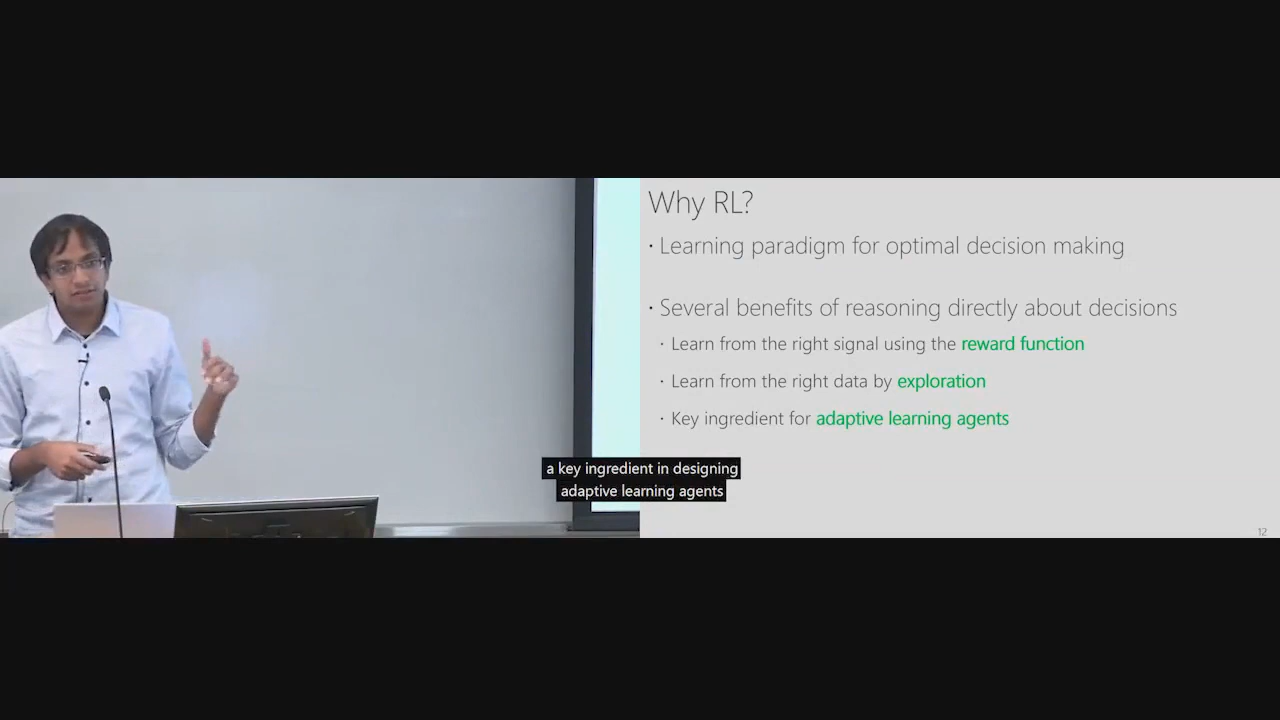 Why RL?
· Learning paradigm for optimal decision making
· Several benefits of reasoning directly about decisions
· Learn from the right signal using the reward function
· Learn from the right data by exploration
· Key ingredient for adaptive learning agents
a key ingredient in designing
adaptive learning agents
12